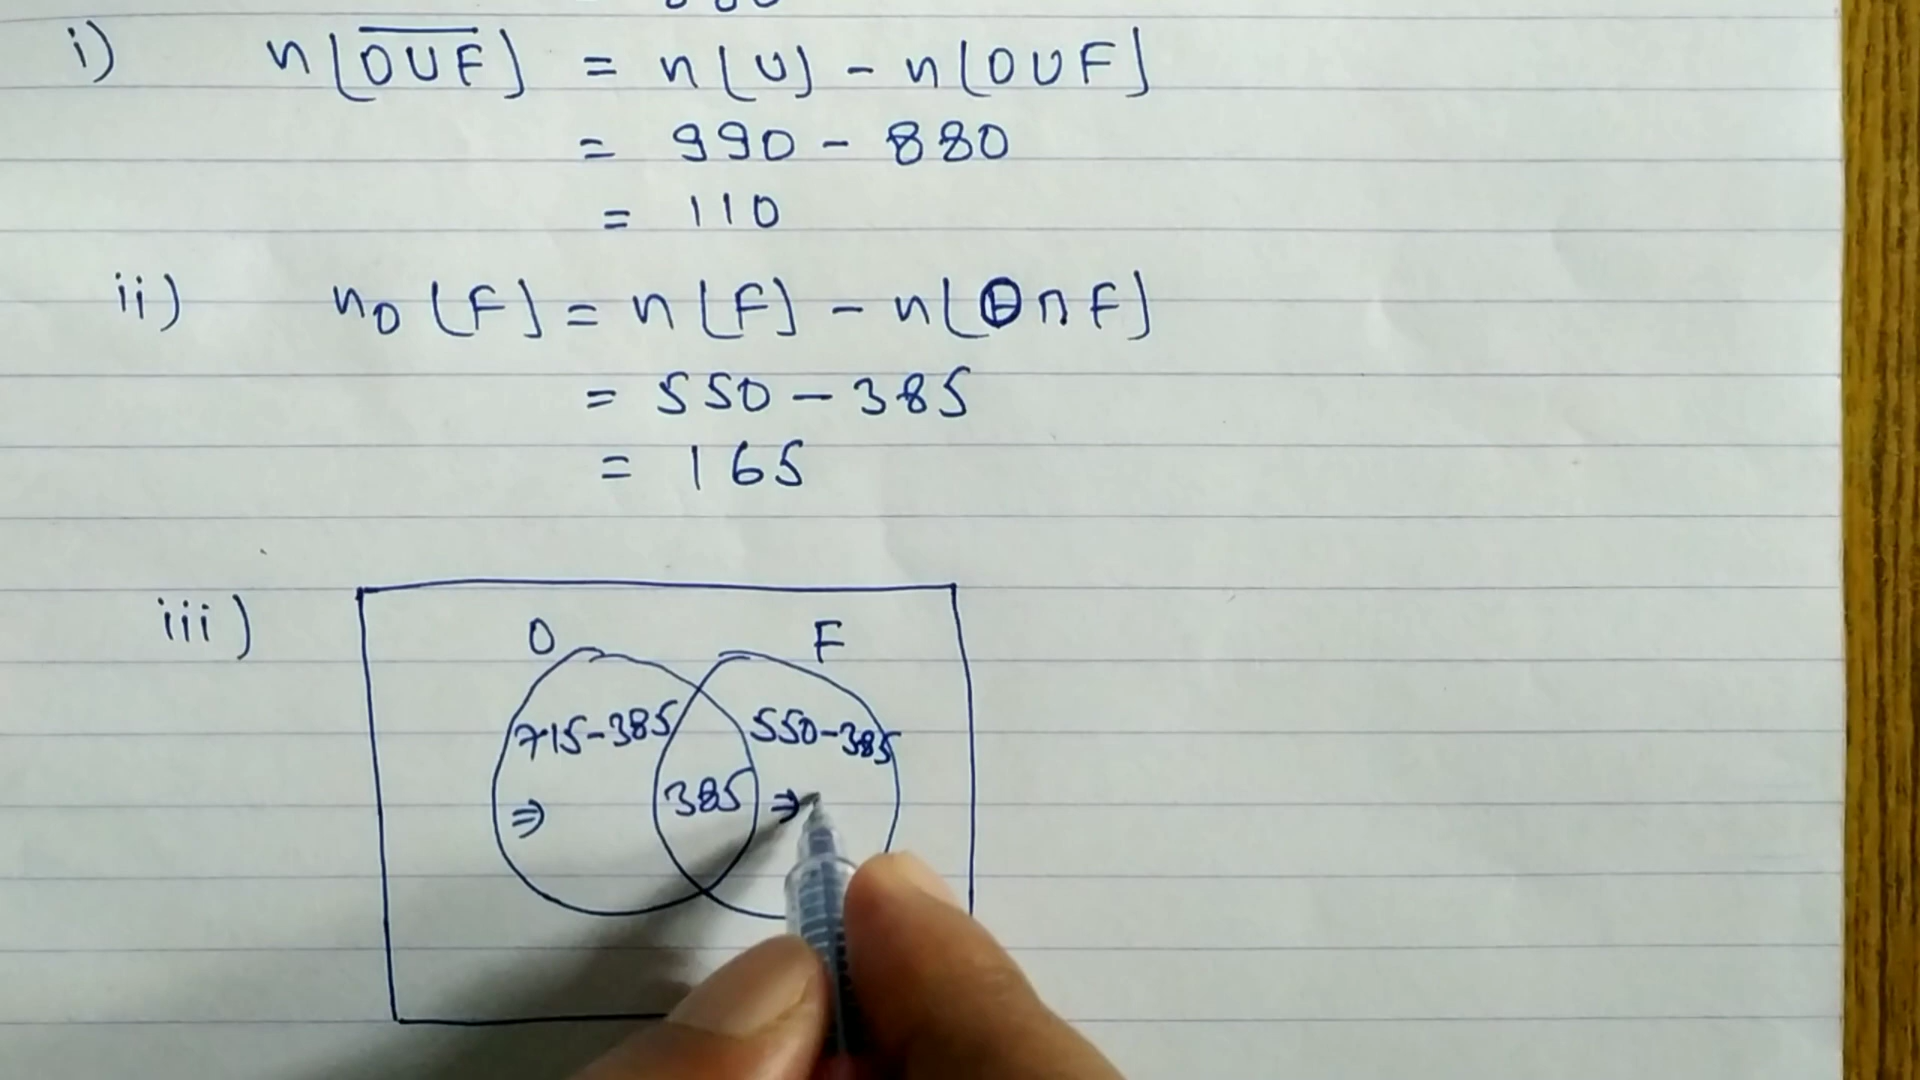 i) n(O∪F)̅ = n(U) - n(O∪F)
= 990 - 880
= 110
ii) n₀(F) = n(F) - n(O∩F)
= 550 - 385
= 165
iii)
O F
715-385 550-385
⇒ 385 ⇒